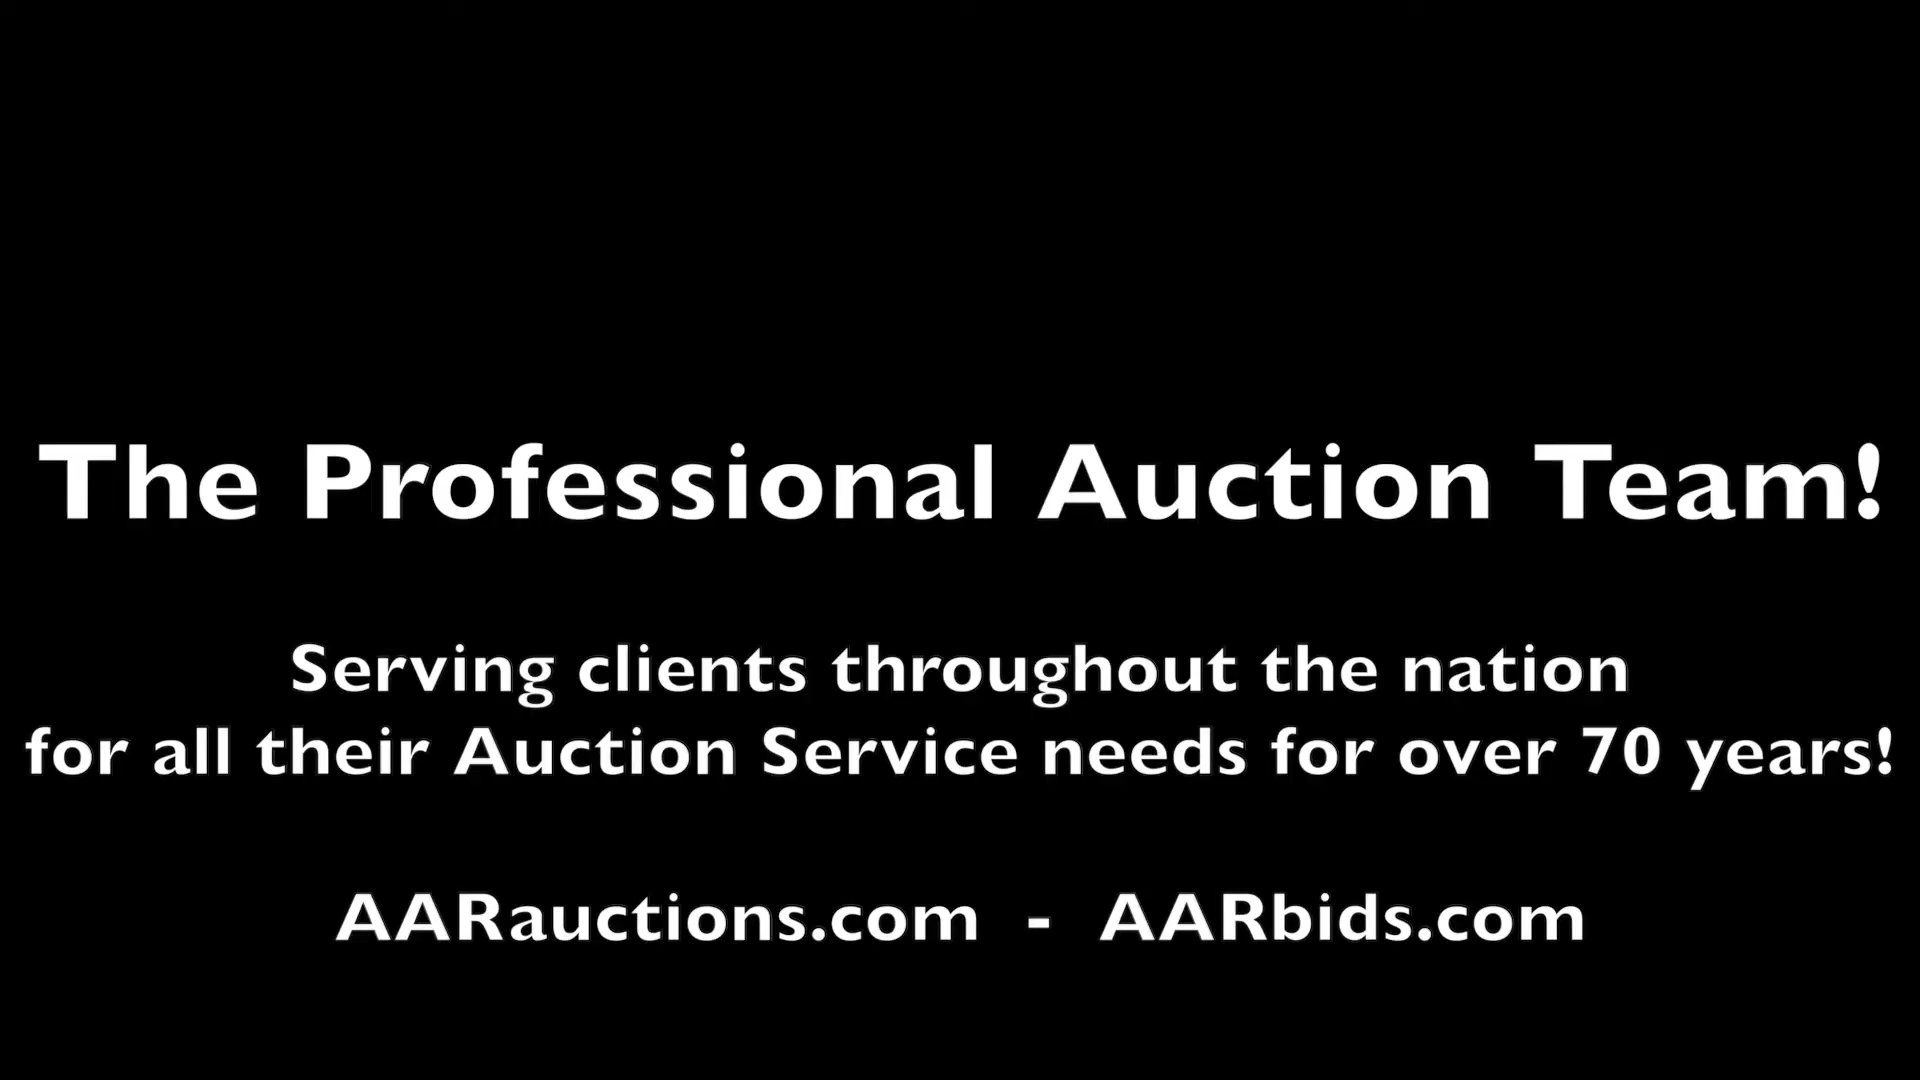 The Professional Auction Team!
Serving clients throughout the nation
for all their Auction Service needs for over 70 years!
AARauctions.com - AARbids.com